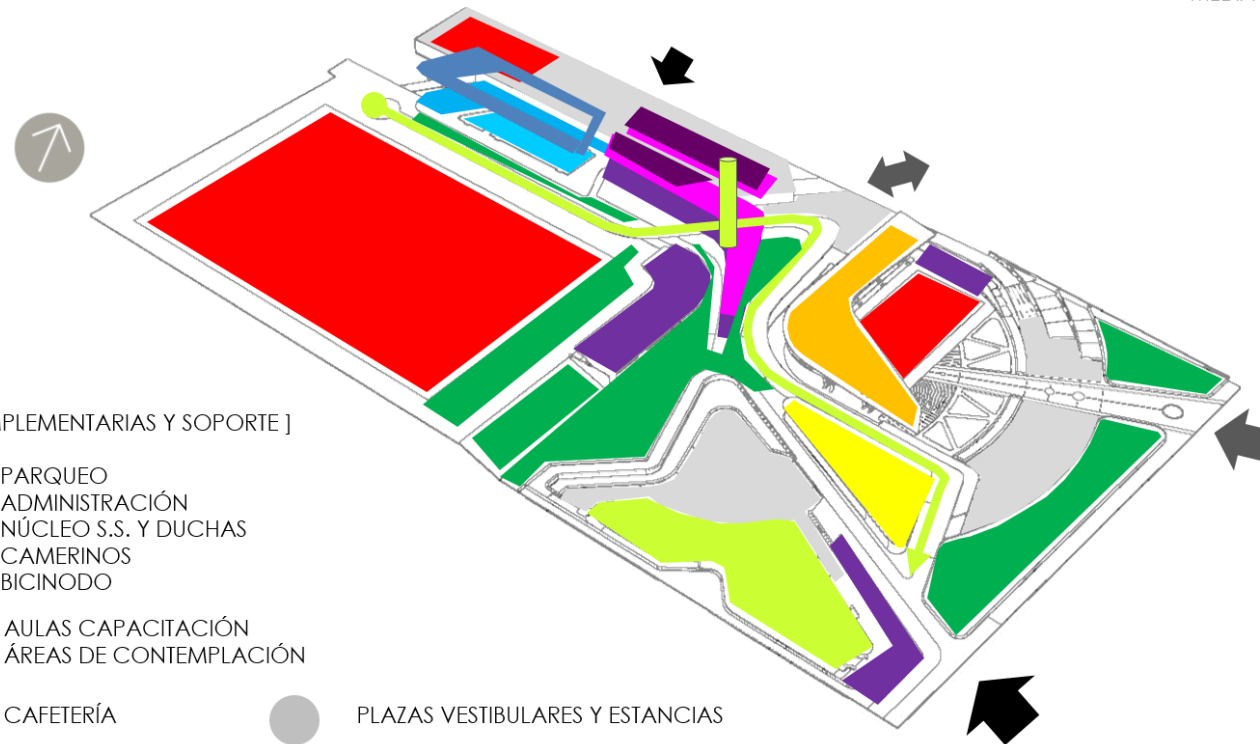 PLEMENTARIAS Y SOPORTE ]
PARQUEO
ADMINISTRACIÓN
NÚCLEO S.S. Y DUCHAS
CAMERINOS
BICINODO
AULAS CAPACITACIÓN
ÁREAS DE CONTEMPLACIÓN
CAFETERÍA
PLAZAS VESTIBULARES Y ESTANCIAS